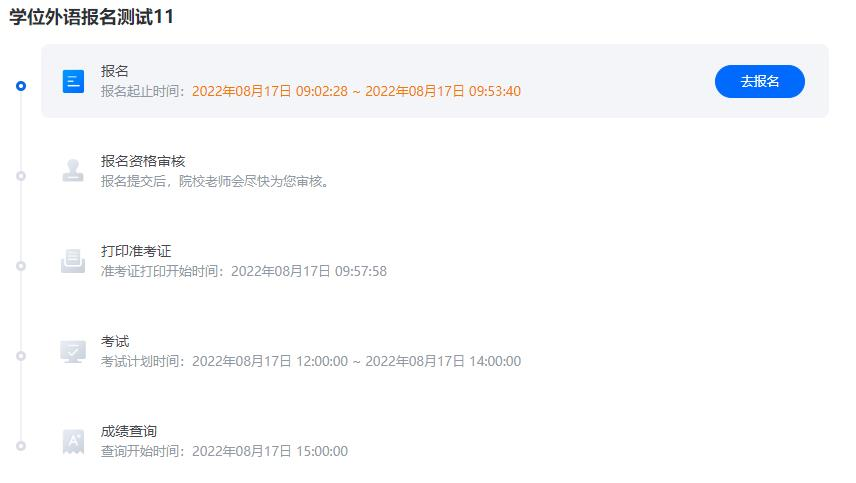 学位外语报名测试11
报名
报名起止时间：2022年08月17日 09:02:28 ~ 2022年08月17日 09:53:40
去报名
报名资格审核
报名提交后，院校老师会尽快为您审核。
打印准考证
准考证打印开始时间：2022年08月17日 09:57:58
考试
考试计划时间：2022年08月17日 12:00:00 ~ 2022年08月17日 14:00:00
成绩查询
查询开始时间：2022年08月17日 15:00:00